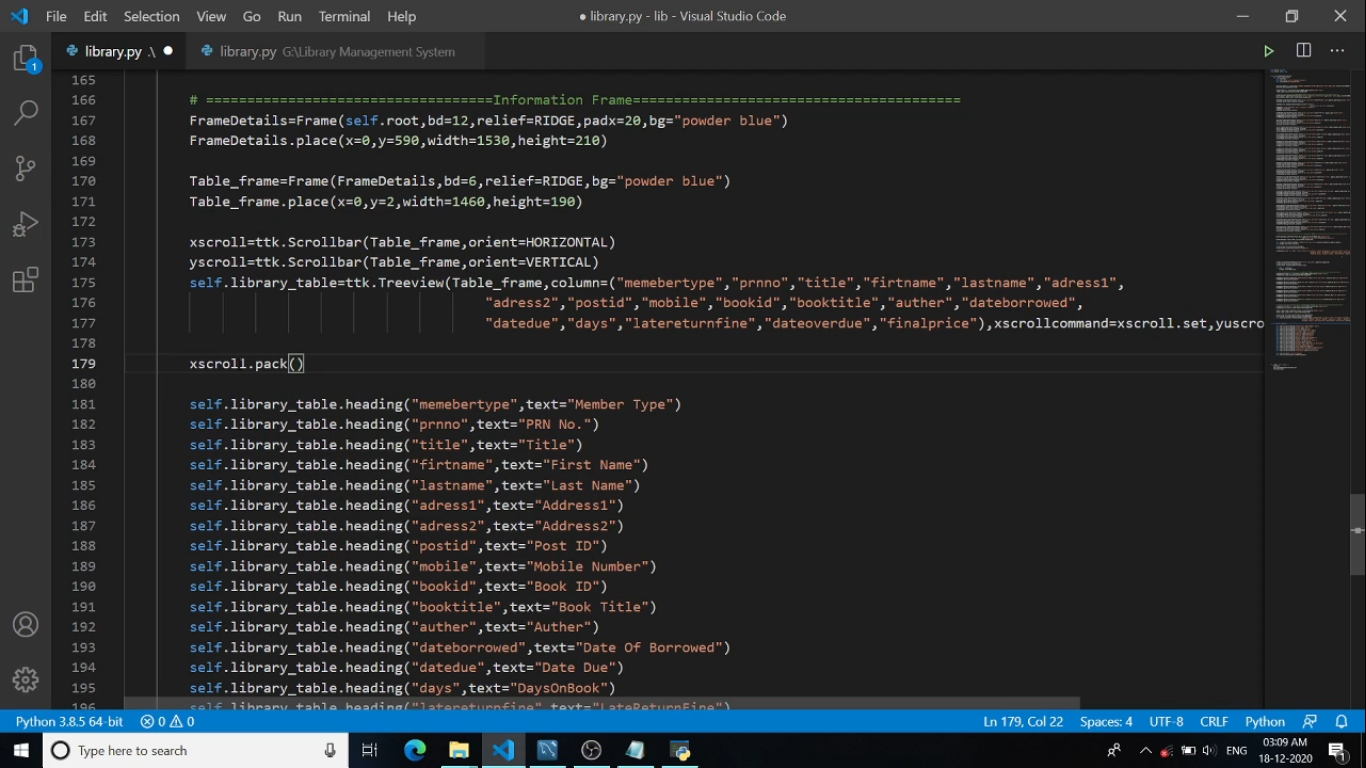 File Edit Selection View Go Run Terminal Help
● library.py - lib - Visual Studio Code
library.py .\ ●
library.py G:\Library Management System
1
165
166 # ===================================Information Frame========================================
167 FrameDetails=Frame(self.root,bd=12,relief=RIDGE,padx=20,bg="powder blue")
168 FrameDetails.place(x=0,y=590,width=1530,height=210)
169
170 Table_frame=Frame(FrameDetails,bd=6,relief=RIDGE,bg="powder blue")
171 Table_frame.place(x=0,y=2,width=1460,height=190)
172
173 xscroll=ttk.Scrollbar(Table_frame,orient=HORIZONTAL)
174 yscroll=ttk.Scrollbar(Table_frame,orient=VERTICAL)
175 self.library_table=ttk.Treeview(Table_frame,column=("memebertype","prnno","title","firtname","lastname","adress1",
176 "adress2","postid","mobile","bookid","booktitle","auther","dateborrowed",
177 "datedue","days","latereturnfine","dateoverdue","finalprice"),xscrollcommand=xscroll.set,yuscro
178
179 xscroll.pack()
180
181 self.library_table.heading("memebertype",text="Member Type")
182 self.library_table.heading("prnno",text="PRN No.")
183 self.library_table.heading("title",text="Title")
184 self.library_table.heading("firtname",text="First Name")
185 self.library_table.heading("lastname",text="Last Name")
186 self.library_table.heading("adress1",text="Address1")
187 self.library_table.heading("adress2",text="Address2")
188 self.library_table.heading("postid",text="Post ID")
189 self.library_table.heading("mobile",text="Mobile Number")
190 self.library_table.heading("bookid",text="Book ID")
191 self.library_table.heading("booktitle",text="Book Title")
192 self.library_table.heading("auther",text="Auther")
193 self.library_table.heading("dateborrowed",text="Date Of Borrowed")
194 self.library_table.heading("datedue",text="Date Due")
195 self.library_table.heading("days",text="DaysOnBook")
196 self.library_table.heading("latereturnfine",text="LateReturnFine")
Python 3.8.5 64-bit 0 0 Ln 179, Col 22 Spaces: 4 UTF-8 CRLF Python
Type here to search
ENG
03:09 AM
18-12-2020
1